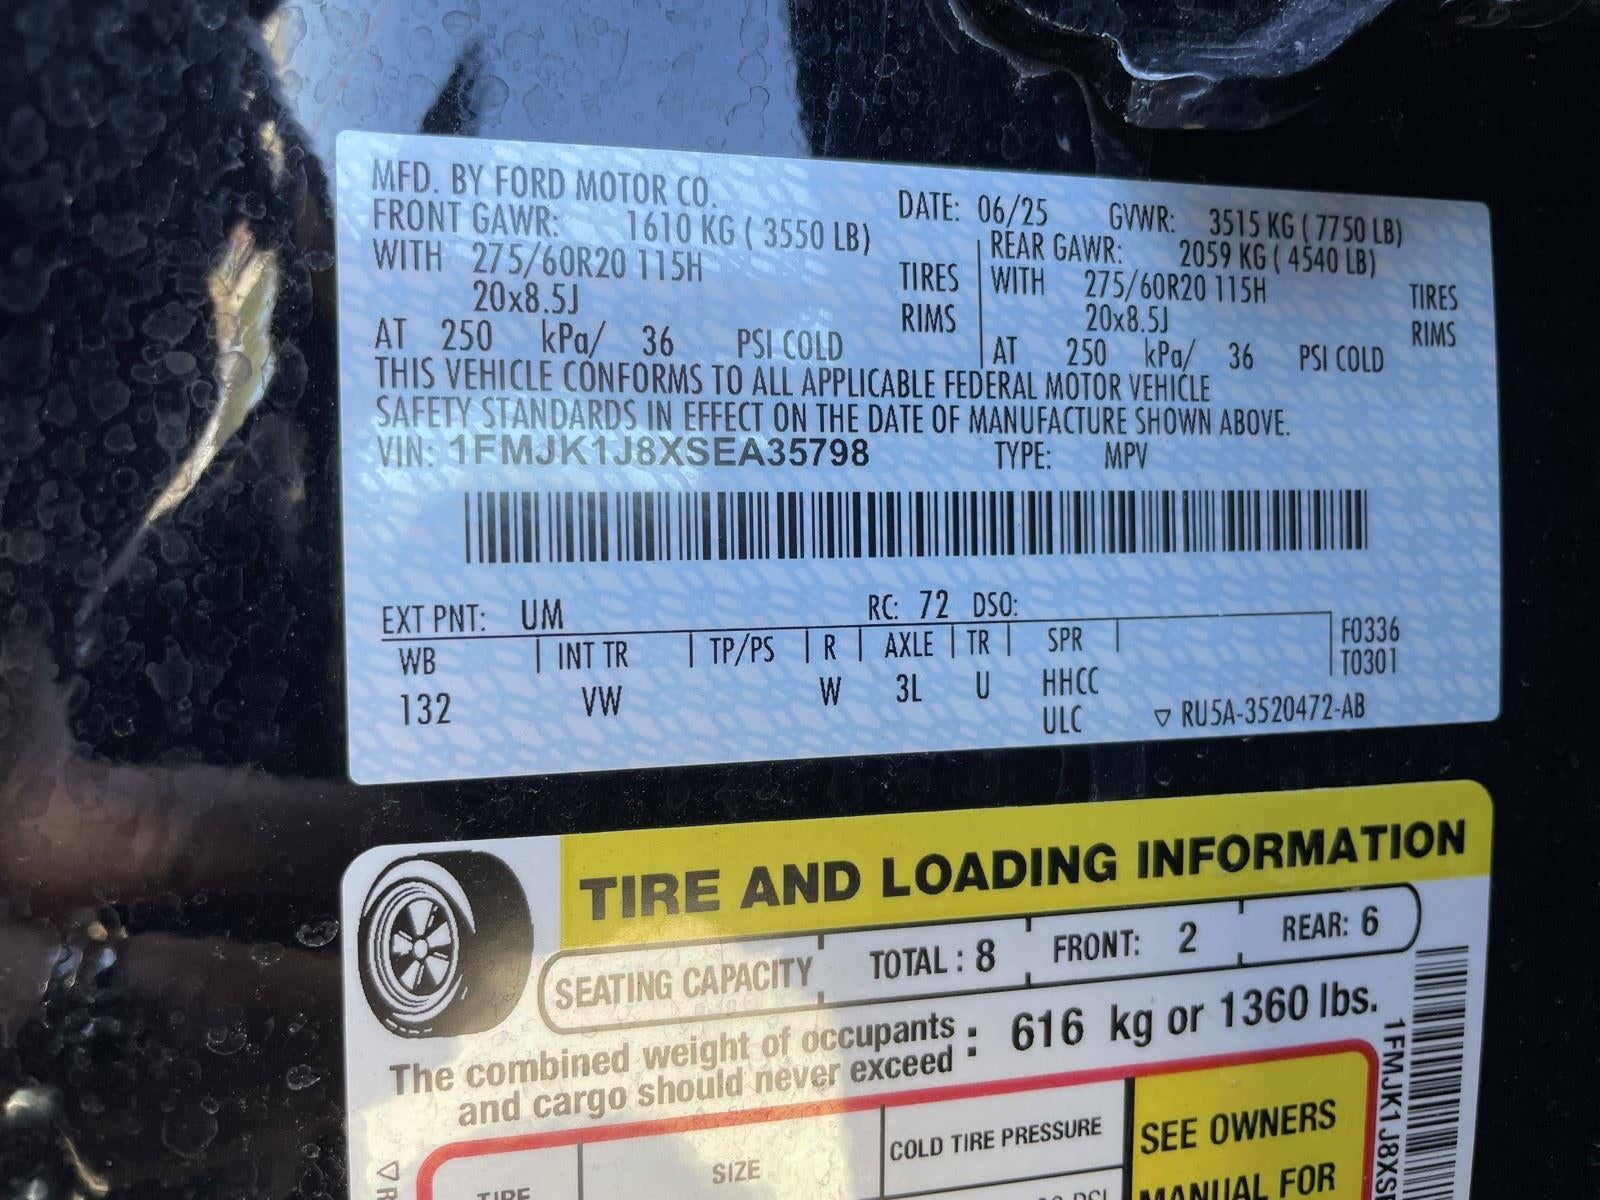 MFD. BY FORD MOTOR CO. DATE: 06/25 GVWR: 3515 KG ( 7750 LB)
FRONT GAWR: 1610 KG ( 3550 LB) REAR GAWR: 2059 KG ( 4540 LB)
WITH 275/60R20 115H TIRES WITH 275/60R20 115H TIRES
20x8.5J RIMS 20x8.5J RIMS
AT 250 kPa/ 36 PSI COLD AT 250 kPa/ 36 PSI COLD
THIS VEHICLE CONFORMS TO ALL APPLICABLE FEDERAL MOTOR VEHICLE
SAFETY STANDARDS IN EFFECT ON THE DATE OF MANUFACTURE SHOWN ABOVE.
VIN: 1FMJK1J8XSEA35798 TYPE: MPV
EXT PNT: UM RC: 72 DSO:
WB INT TR TP/PS R AXLE TR SPR F0336
T0301
132 VW W 3L U HHCC
ULC ▽ RU5A-3520472-AB
TIRE AND LOADING INFORMATION
SEATING CAPACITY TOTAL : 8 FRONT: 2 REAR: 6
The combined weight of occupants
and cargo should never exceed : 616 kg or 1360 lbs.
TIRE SIZE COLD TIRE PRESSURE SEE OWNERS
MANUAL FOR
1FMJK1J8XS